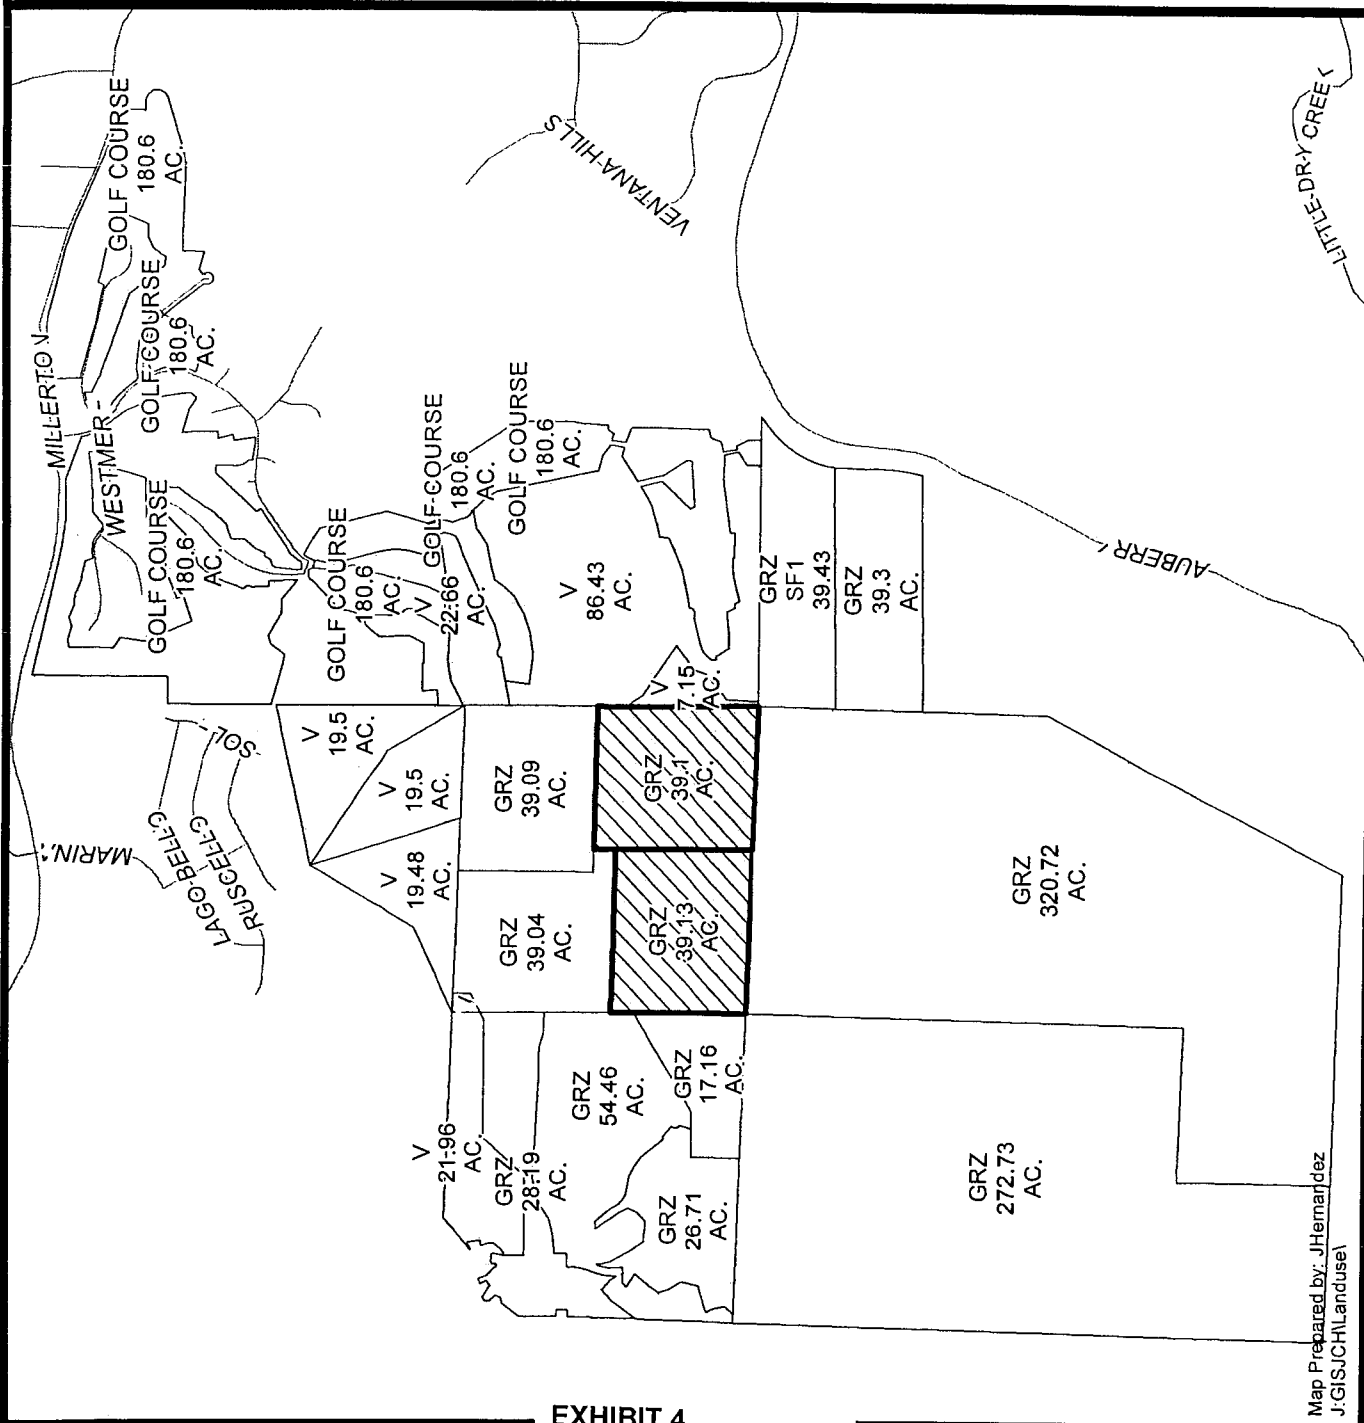 GOLF COURSE
180.6
AC.
GOLF COURSE
180.6
AC.
MILLERTON
WESTMER
GOLF COURSE
180.6
AC.
GOLF COURSE
180.6
AC.
GOLF COURSE
180.6
AC.
GOLF COURSE
180.6
AC.
VENTANA HILLS
LITTLE DRY CREEK
AUBERR
V
22.66
AC.
V
86.43
AC.
V
7.15
AC.
GRZ
SF1
39.43
GRZ
39.3
AC.
SOL
MARIN
LAGO BELL
RUSCELL
V
19.5
AC.
V
19.5
AC.
V
19.48
AC.
GRZ
39.09
AC.
GRZ
39.1
AC.
GRZ
39.04
AC.
GRZ
39.13
AC.
GRZ
320.72
AC.
V
21.96
AC.
GRZ
28.19
AC.
GRZ
54.46
AC.
GRZ
17.16
AC.
GRZ
26.71
AC.
GRZ
272.73
AC.
Map Prepared by: JHernandez
J:GISJCH\Landuse\
EXHIBIT 4